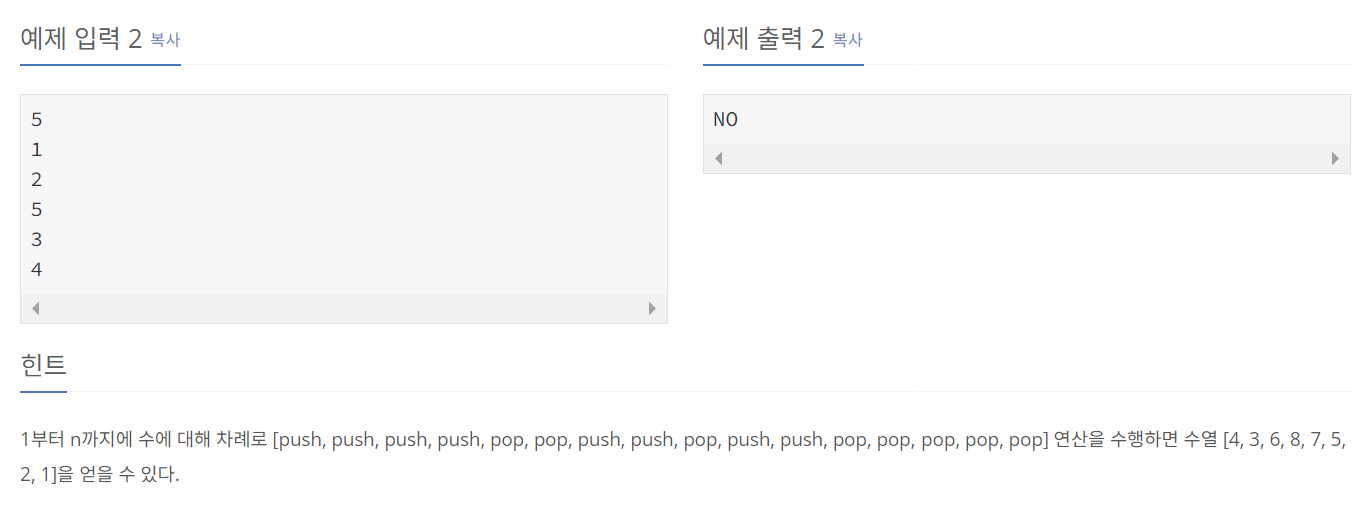 예제 입력 2 복사
5
1
2
5
3
4
예제 출력 2 복사
NO
힌트
1부터 n까지에 수에 대해 차례로 [push, push, push, push, pop, pop, push, push, pop, push, push, pop, pop, pop, pop, pop] 연산을 수행하면 수열 [4, 3, 6, 8, 7, 5,
2, 1]을 얻을 수 있다.